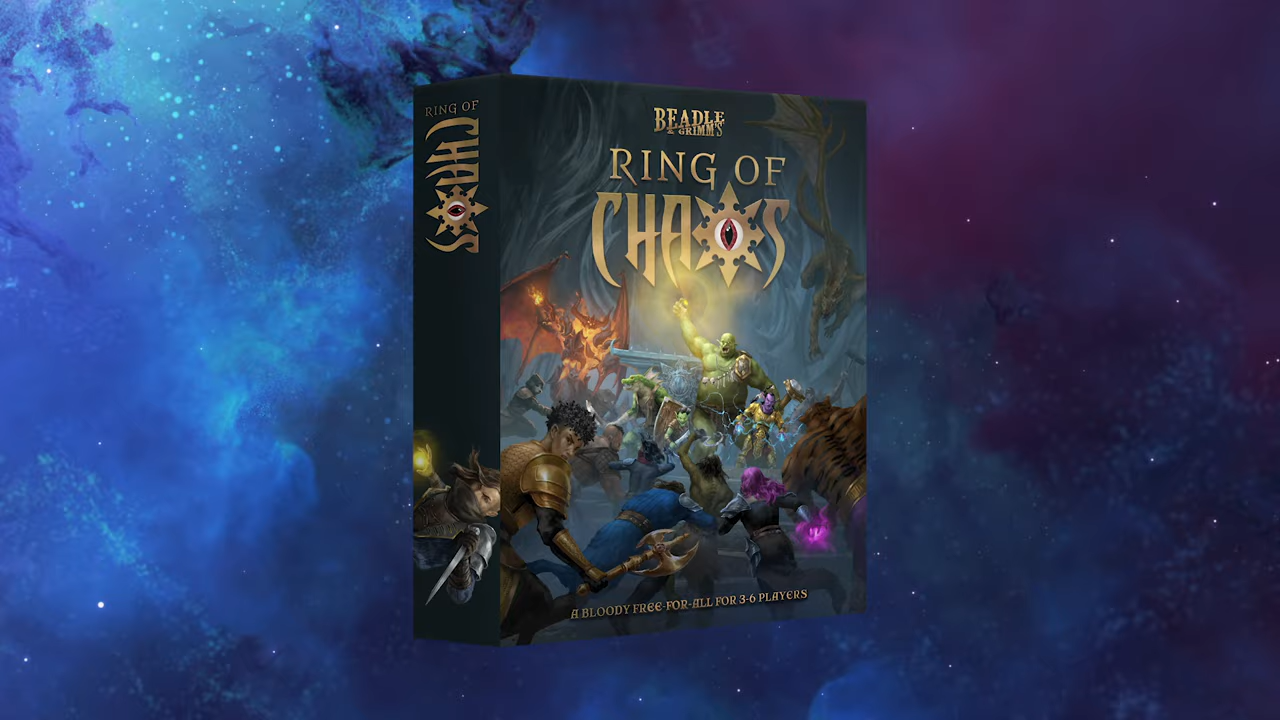 RING OF
CHAOS
BEADLE
& GRIMM'S
RING OF
CHAOS
A BLOODY FREE-FOR-ALL FOR 3-6 PLAYERS